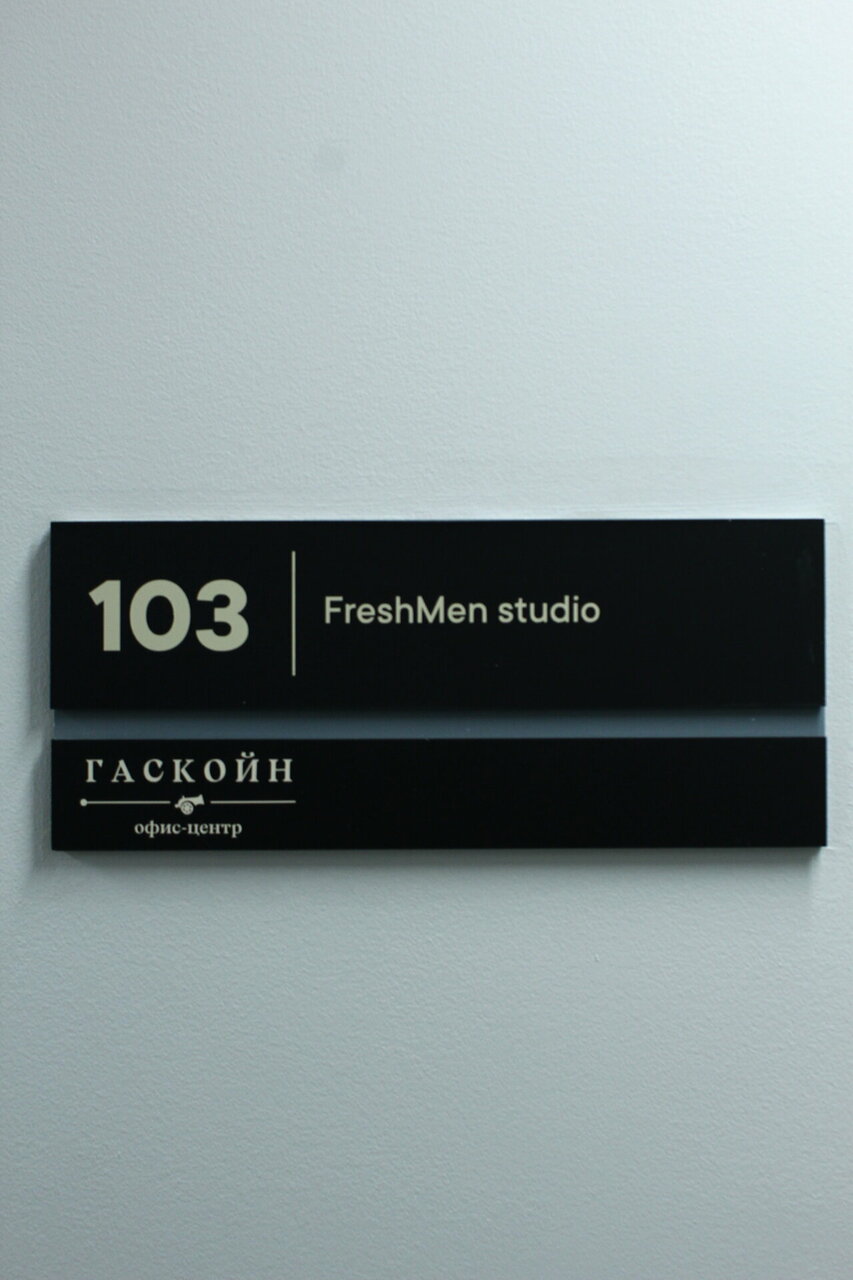 103
FreshMen studio
ГАСКОЙН
офис-центр